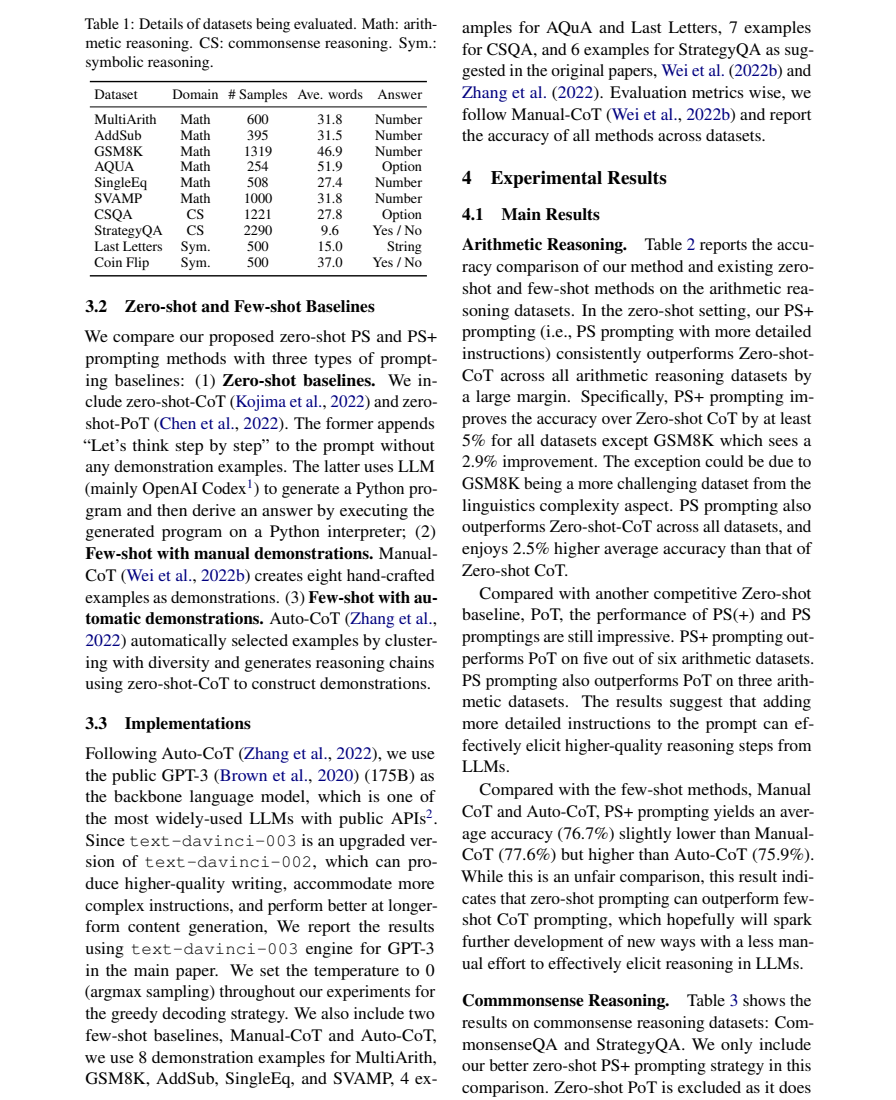 Table 1: Details of datasets being evaluated. Math: arith-
metic reasoning. CS: commonsense reasoning. Sym.:
symbolic reasoning.
Dataset Domain # Samples Ave. words Answer
MultiArith Math 600 31.8 Number
AddSub Math 395 31.5 Number
GSM8K Math 1319 46.9 Number
AQUA Math 254 51.9 Option
SingleEq Math 508 27.4 Number
SVAMP Math 1000 31.8 Number
CSQA CS 1221 27.8 Option
StrategyQA CS 2290 9.6 Yes / No
Last Letters Sym. 500 15.0 String
Coin Flip Sym. 500 37.0 Yes / No
3.2 Zero-shot and Few-shot Baselines
We compare our proposed zero-shot PS and PS+
prompting methods with three types of prompt-
ing baselines: (1) Zero-shot baselines. We in-
clude zero-shot-CoT (Kojima et al., 2022) and zero-
shot-PoT (Chen et al., 2022). The former appends
“Let’s think step by step” to the prompt without
any demonstration examples. The latter uses LLM
(mainly OpenAI Codex1) to generate a Python pro-
gram and then derive an answer by executing the
generated program on a Python interpreter; (2)
Few-shot with manual demonstrations. Manual-
CoT (Wei et al., 2022b) creates eight hand-crafted
examples as demonstrations. (3) Few-shot with au-
tomatic demonstrations. Auto-CoT (Zhang et al.,
2022) automatically selected examples by cluster-
ing with diversity and generates reasoning chains
using zero-shot-CoT to construct demonstrations.
3.3 Implementations
Following Auto-CoT (Zhang et al., 2022), we use
the public GPT-3 (Brown et al., 2020) (175B) as
the backbone language model, which is one of
the most widely-used LLMs with public APIs2.
Since text-davinci-003 is an upgraded ver-
sion of text-davinci-002, which can pro-
duce higher-quality writing, accommodate more
complex instructions, and perform better at longer-
form content generation, We report the results
using text-davinci-003 engine for GPT-3
in the main paper. We set the temperature to 0
(argmax sampling) throughout our experiments for
the greedy decoding strategy. We also include two
few-shot baselines, Manual-CoT and Auto-CoT,
we use 8 demonstration examples for MultiArith,
GSM8K, AddSub, SingleEq, and SVAMP, 4 ex-
amples for AQuA and Last Letters, 7 examples
for CSQA, and 6 examples for StrategyQA as sug-
gested in the original papers, Wei et al. (2022b) and
Zhang et al. (2022). Evaluation metrics wise, we
follow Manual-CoT (Wei et al., 2022b) and report
the accuracy of all methods across datasets.
4 Experimental Results
4.1 Main Results
Arithmetic Reasoning. Table 2 reports the accu-
racy comparison of our method and existing zero-
shot and few-shot methods on the arithmetic rea-
soning datasets. In the zero-shot setting, our PS+
prompting (i.e., PS prompting with more detailed
instructions) consistently outperforms Zero-shot-
CoT across all arithmetic reasoning datasets by
a large margin. Specifically, PS+ prompting im-
proves the accuracy over Zero-shot CoT by at least
5% for all datasets except GSM8K which sees a
2.9% improvement. The exception could be due to
GSM8K being a more challenging dataset from the
linguistics complexity aspect. PS prompting also
outperforms Zero-shot-CoT across all datasets, and
enjoys 2.5% higher average accuracy than that of
Zero-shot CoT.
Compared with another competitive Zero-shot
baseline, PoT, the performance of PS(+) and PS
promptings are still impressive. PS+ prompting out-
performs PoT on five out of six arithmetic datasets.
PS prompting also outperforms PoT on three arith-
metic datasets. The results suggest that adding
more detailed instructions to the prompt can ef-
fectively elicit higher-quality reasoning steps from
LLMs.
Compared with the few-shot methods, Manual
CoT and Auto-CoT, PS+ prompting yields an aver-
age accuracy (76.7%) slightly lower than Manual-
CoT (77.6%) but higher than Auto-CoT (75.9%).
While this is an unfair comparison, this result indi-
cates that zero-shot prompting can outperform few-
shot CoT prompting, which hopefully will spark
further development of new ways with a less man-
ual effort to effectively elicit reasoning in LLMs.
Commmonsense Reasoning. Table 3 shows the
results on commonsense reasoning datasets: Com-
monsenseQA and StrategyQA. We only include
our better zero-shot PS+ prompting strategy in this
comparison. Zero-shot PoT is excluded as it does